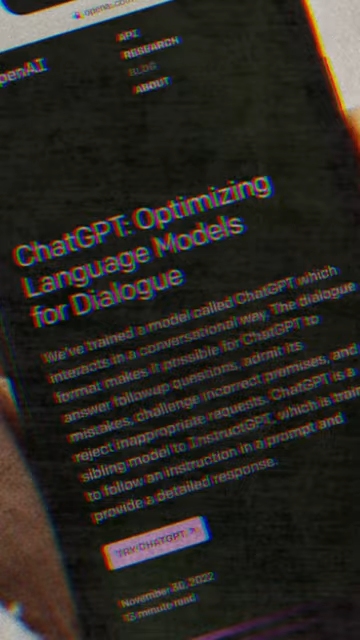 openai.com
penAI
API
RESEARCH
BLOG
ABOUT
ChatGPT: Optimizing
Language Models
for Dialogue
We've trained a model called ChatGPT which
interacts in a conversational way. The dialogue
format makes it possible for ChatGPT to
answer followup questions, admit its
mistakes, challenge incorrect premises, and
reject inappropriate requests. ChatGPT is a
sibling model to InstructGPT, which is train
to follow an instruction in a prompt and
provide a detailed response.
TRY CHATGPT ↗
November 30, 2022
minute read